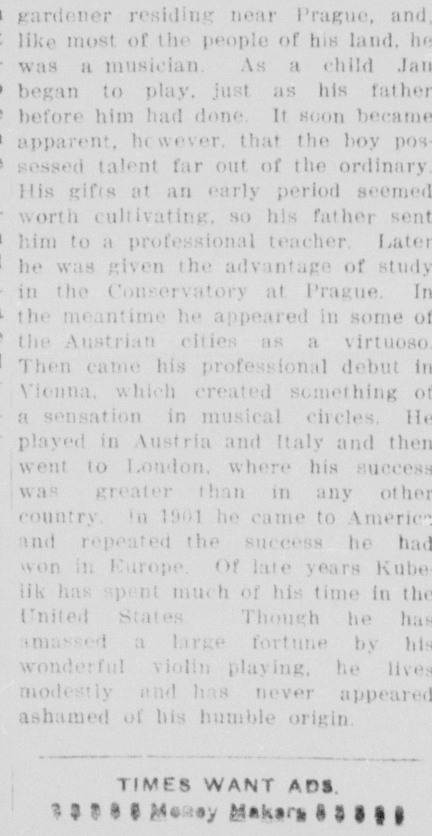 gardener residing near Prague, and,
like most of the people of his land, he
was a musician. As a child Jan
began to play, just as his father
before him had done. It soon became
apparent, however, that the boy pos-
sessed talent far out of the ordinary.
His gifts at an early period seemed
worth cultivating, so his father sent
him to a professional teacher. Later
he was given the advantage of study
in the Conservatory at Prague. In
the meantime he appeared in some of
the Austrian cities as a virtuoso.
Then came his professional debut in
Vienna, which created something of
a sensation in musical circles. He
played in Austria and Italy and then
went to London, where his success
was greater than in any other
country. In 1901 he came to America
and repeated the success he had
won in Europe. Of late years Kube-
lik has spent much of his time in the
United States. Though he has
amassed a large fortune by his
wonderful violin playing, he lives
modestly and has never appeared
ashamed of his humble origin.
TIMES WANT ADS.
$ $ $ $ $ Money Makers $ $ $ $ $